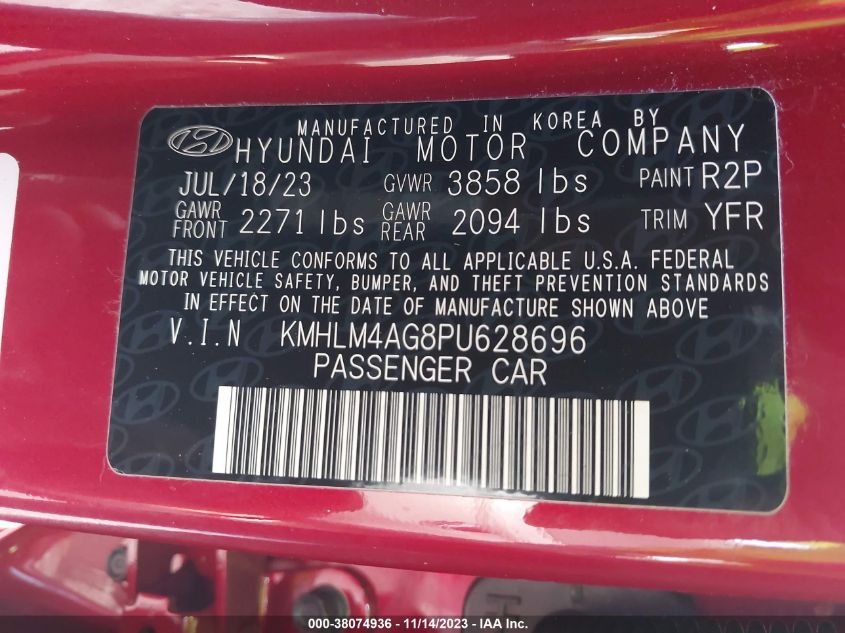 MANUFACTURED IN KOREA BY
HYUNDAI MOTOR COMPANY
JUL/18/23 GVWR 3858 lbs PAINT R2P
GAWR FRONT 2271 lbs GAWR REAR 2094 lbs TRIM YFR
THIS VEHICLE CONFORMS TO ALL APPLICABLE U.S.A. FEDERAL
MOTOR VEHICLE SAFETY, BUMPER, AND THEFT PREVENTION STANDARDS
IN EFFECT ON THE DATE OF MANUFACTURE SHOWN ABOVE
V.I.N KMHLM4AG8PU628696
PASSENGER CAR
000-38074936 - 11/14/2023 - IAA Inc.